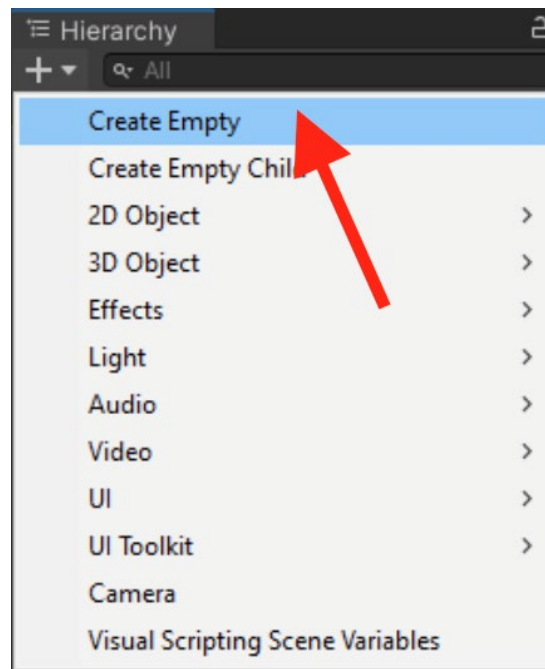 Hierarchy
All
Create Empty
Create Empty Child
2D Object
3D Object
Effects
Light
Audio
Video
UI
UI Toolkit
Camera
Visual Scripting Scene Variables